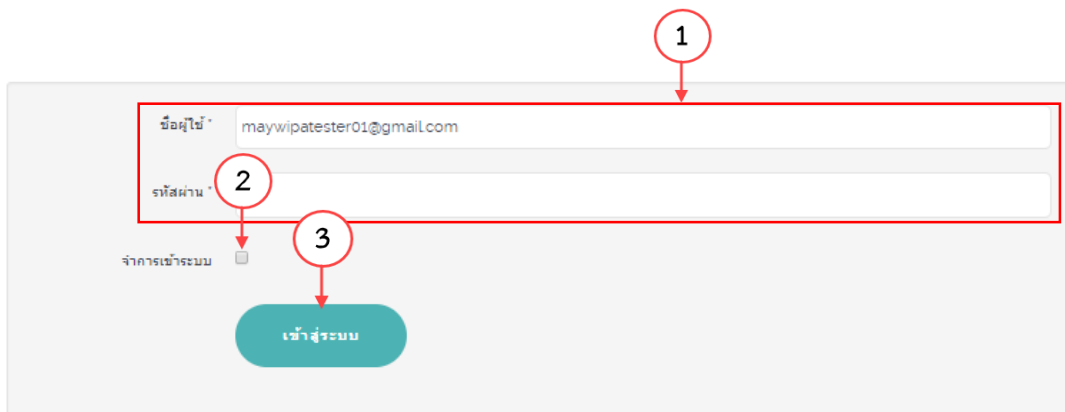 1
ชื่อผู้ใช้ *
maywipatester01@gmail.com
รหัสผ่าน *
2
3
จำการเข้าระบบ
เข้าสู่ระบบ